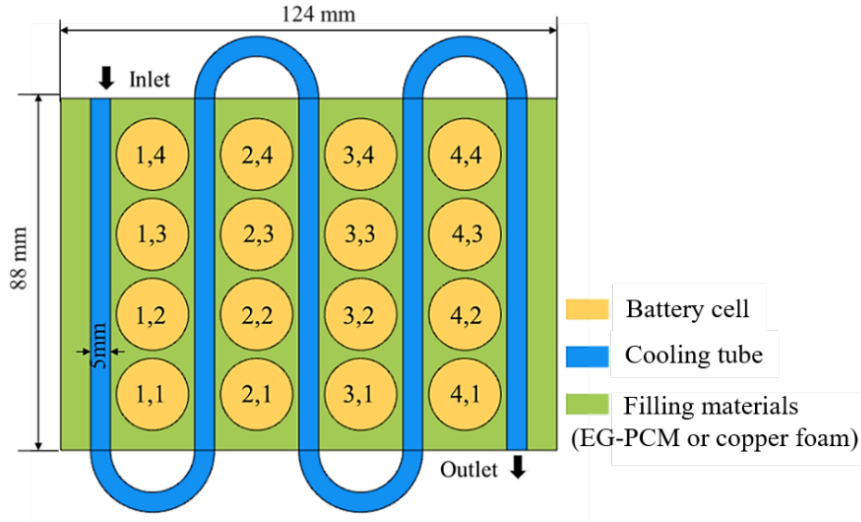 124 mm
Inlet
88 mm
1,4 2,4 3,4 4,4
1,3 2,3 3,3 4,3
1,2 2,2 3,2 4,2
5mm
1,1 2,1 3,1 4,1
Outlet
Battery cell
Cooling tube
Filling materials
(EG-PCM or copper foam)